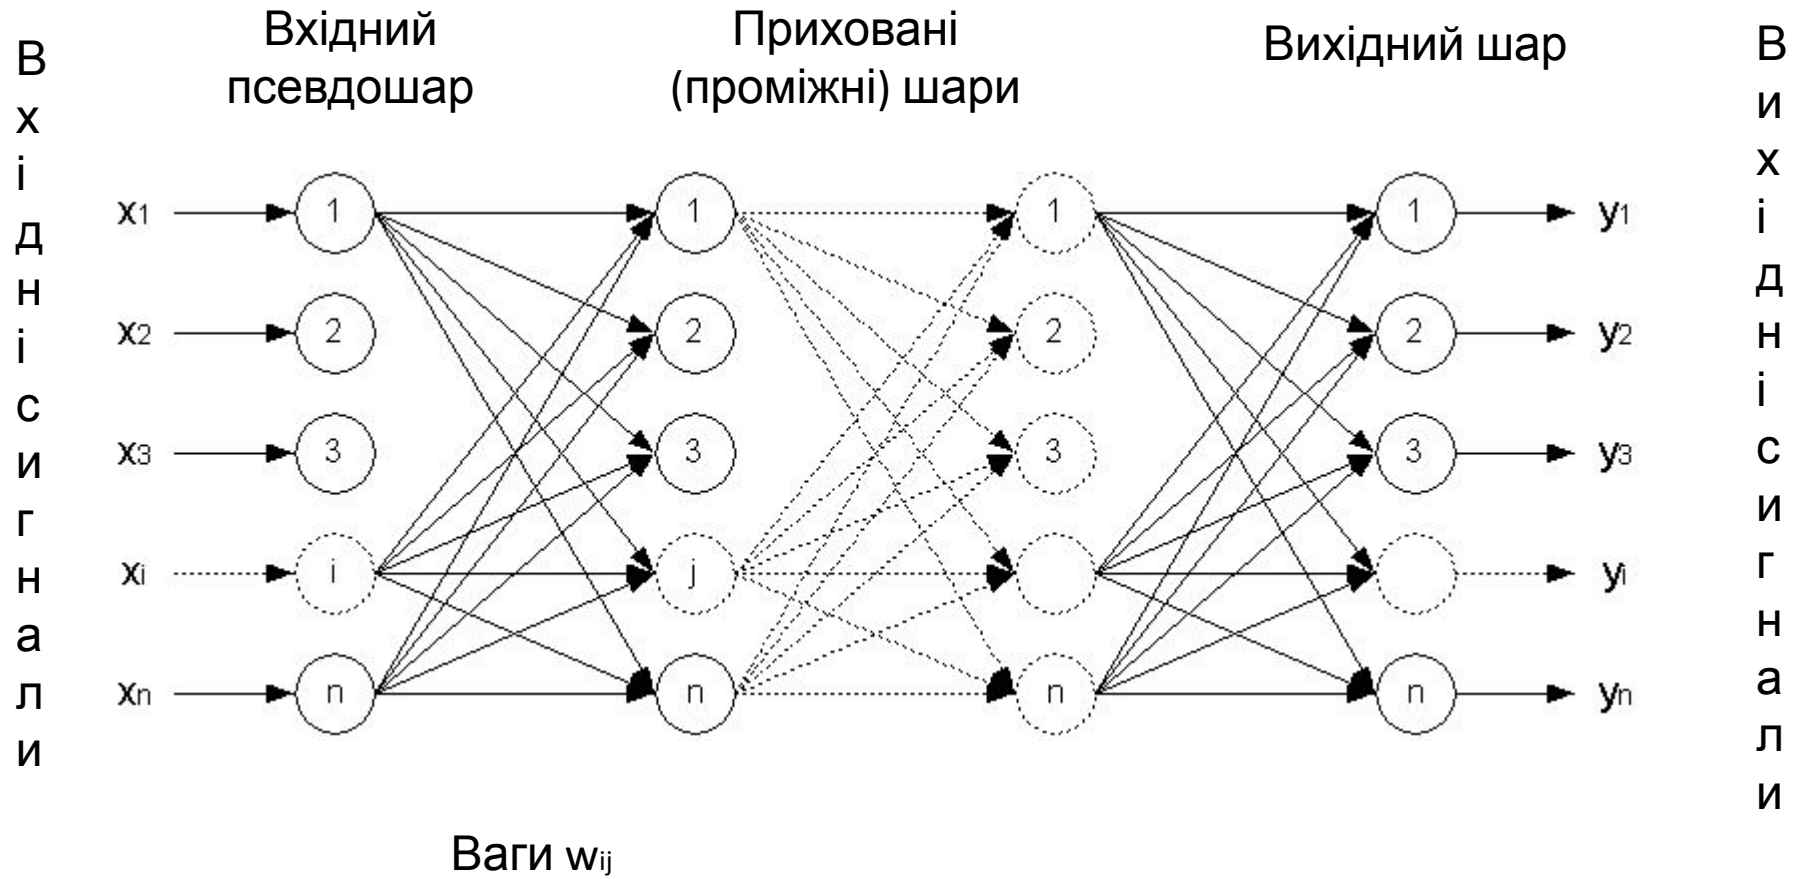 Вхідні сигнали
Вхідний
псевдошар
Приховані
(проміжні) шари
Вихідний шар
Вихідні сигнали
x1 1 1 1 1 y1
x2 2 2 2 2 y2
x3 3 3 3 3 y3
xi i j yi
xn n n n n yn
Ваги wij